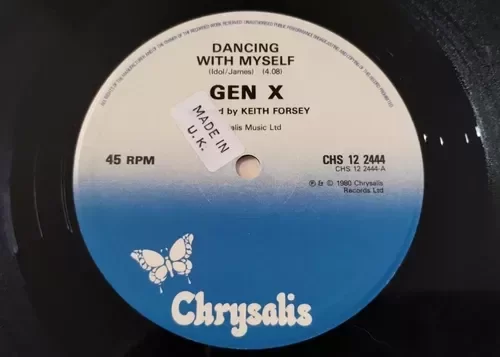 DANCING
WITH MYSELF
(Idol/James) (4.08)
GEN X
by KEITH FORSEY
Music Ltd
MADE IN
U.K.
45 RPM
CHS 12 2444
CHS 12 2444-A
℗ & © 1980 Chrysalis
Records Ltd
Chrysalis